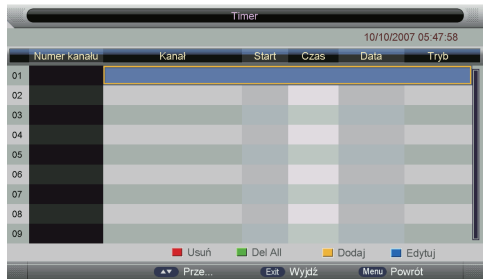 Timer
10/10/2007 05:47:58
Numer kanału Kanał Start Czas Data Tryb
01
02
03
04
05
06
07
08
09
Usuń Del All Dodaj Edytuj
Prze... Exit Wyjdź Menu Powrót